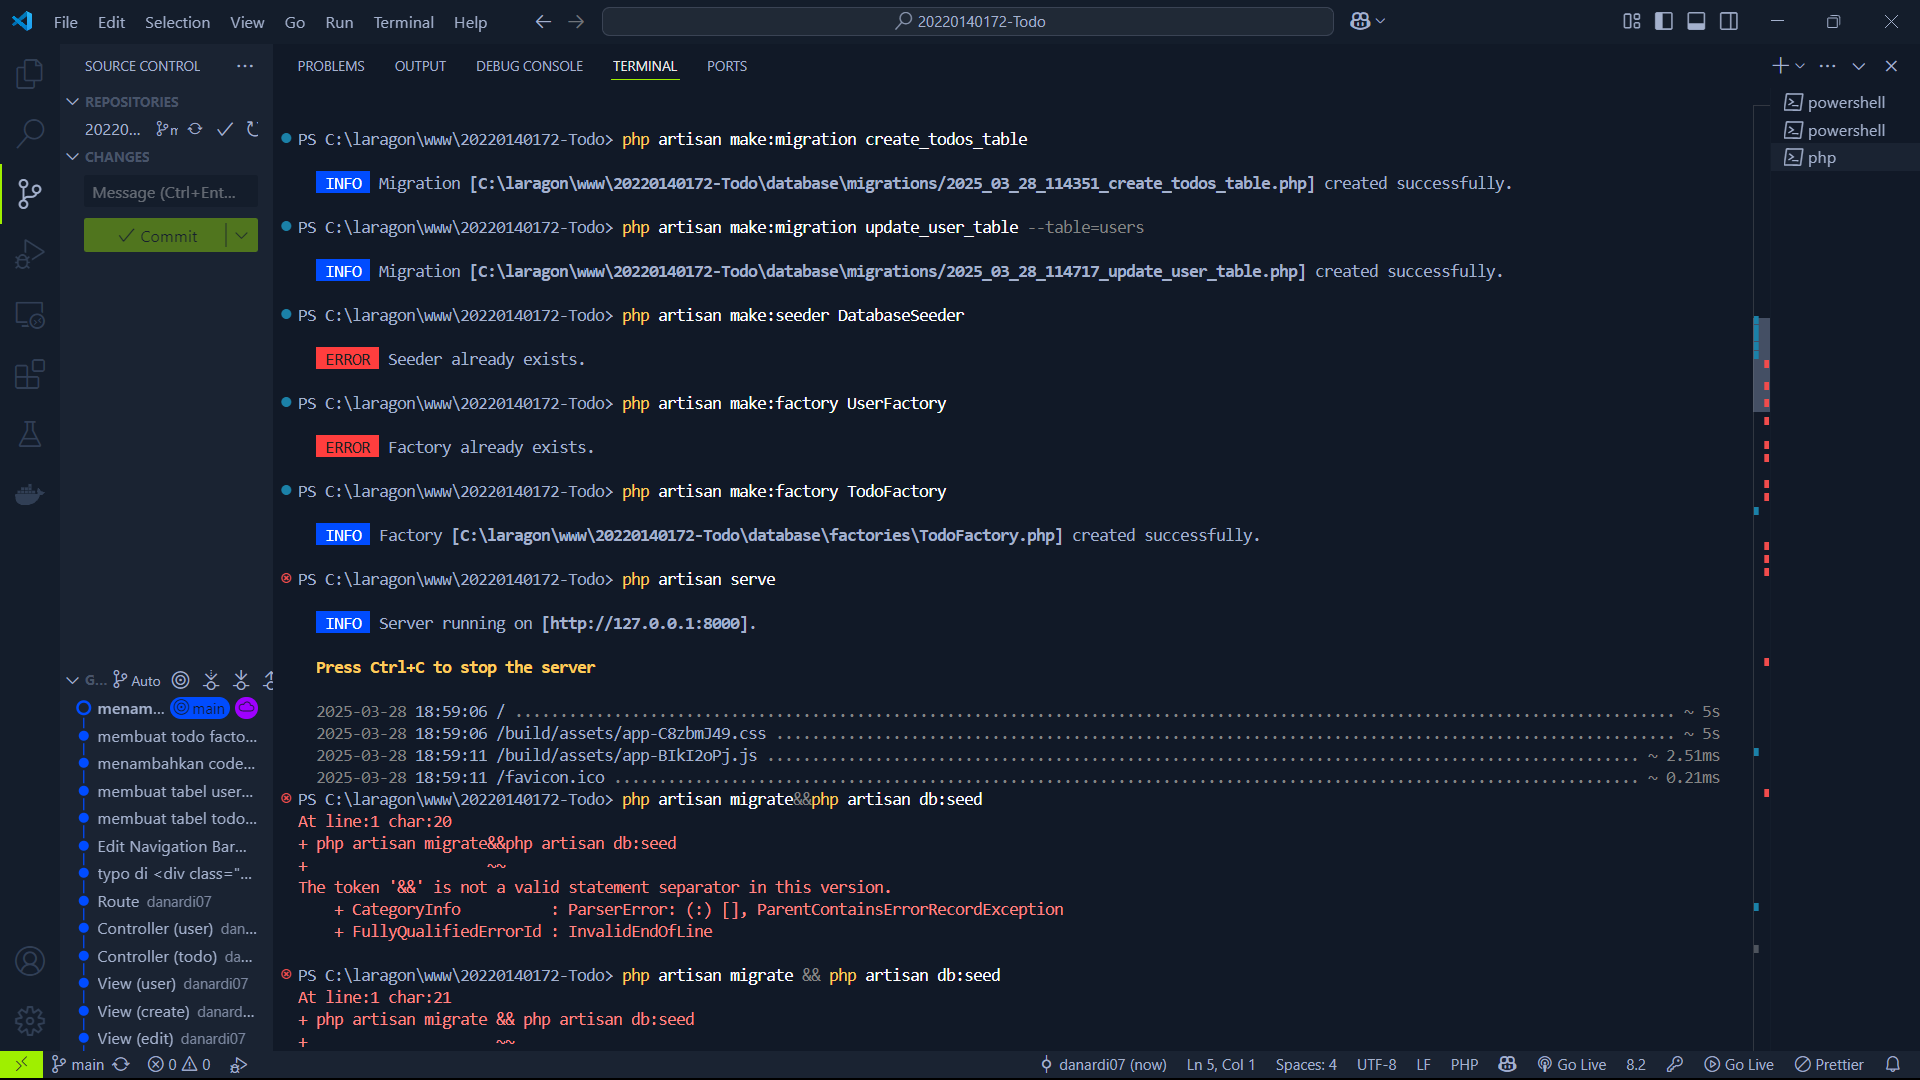 File Edit Selection View Go Run Terminal Help
20220140172-Todo
SOURCE CONTROL
REPOSITORIES
20220...
CHANGES
Message (Ctrl+Ent...
Commit
PROBLEMS OUTPUT DEBUG CONSOLE TERMINAL PORTS
PS C:\laragon\www\20220140172-Todo> php artisan make:migration create_todos_table
INFO Migration [C:\laragon\www\20220140172-Todo\database\migrations/2025_03_28_114351_create_todos_table.php] created successfully.
PS C:\laragon\www\20220140172-Todo> php artisan make:migration update_user_table --table=users
INFO Migration [C:\laragon\www\20220140172-Todo\database\migrations/2025_03_28_114717_update_user_table.php] created successfully.
PS C:\laragon\www\20220140172-Todo> php artisan make:seeder DatabaseSeeder
ERROR Seeder already exists.
PS C:\laragon\www\20220140172-Todo> php artisan make:factory UserFactory
ERROR Factory already exists.
PS C:\laragon\www\20220140172-Todo> php artisan make:factory TodoFactory
INFO Factory [C:\laragon\www\20220140172-Todo\database\factories\TodoFactory.php] created successfully.
PS C:\laragon\www\20220140172-Todo> php artisan serve
INFO Server running on [http://127.0.0.1:8000].
Press Ctrl+C to stop the server
2025-03-28 18:59:06 / ........ ~ 5s
2025-03-28 18:59:06 /build/assets/app-C8zbmJ49.css ........ ~ 5s
2025-03-28 18:59:11 /build/assets/app-BIkI2oPj.js ........ ~ 2.51ms
2025-03-28 18:59:11 /favicon.ico ........ ~ 0.21ms
PS C:\laragon\www\20220140172-Todo> php artisan migrate&&php artisan db:seed
At line:1 char:20
+ php artisan migrate&&php artisan db:seed
+ ~~
The token '&&' is not a valid statement separator in this version.
+ CategoryInfo : ParserError: (:) [], ParentContainsErrorRecordException
+ FullyQualifiedErrorId : InvalidEndOfLine
PS C:\laragon\www\20220140172-Todo> php artisan migrate && php artisan db:seed
At line:1 char:21
+ php artisan migrate && php artisan db:seed
+ ~~
powershell
powershell
php
G... Auto
menam... main
membuat todo facto...
menambahkan code...
membuat tabel user...
membuat tabel todo...
Edit Navigation Bar...
typo di <div class="...
Route danardi07
Controller (user) dan...
Controller (todo) da...
View (user) danardi07
View (create) danard...
View (edit) danardi07
main 0 0
danardi07 (now) Ln 5, Col 1 Spaces: 4 UTF-8 LF PHP Go Live 8.2 Go Live Prettier